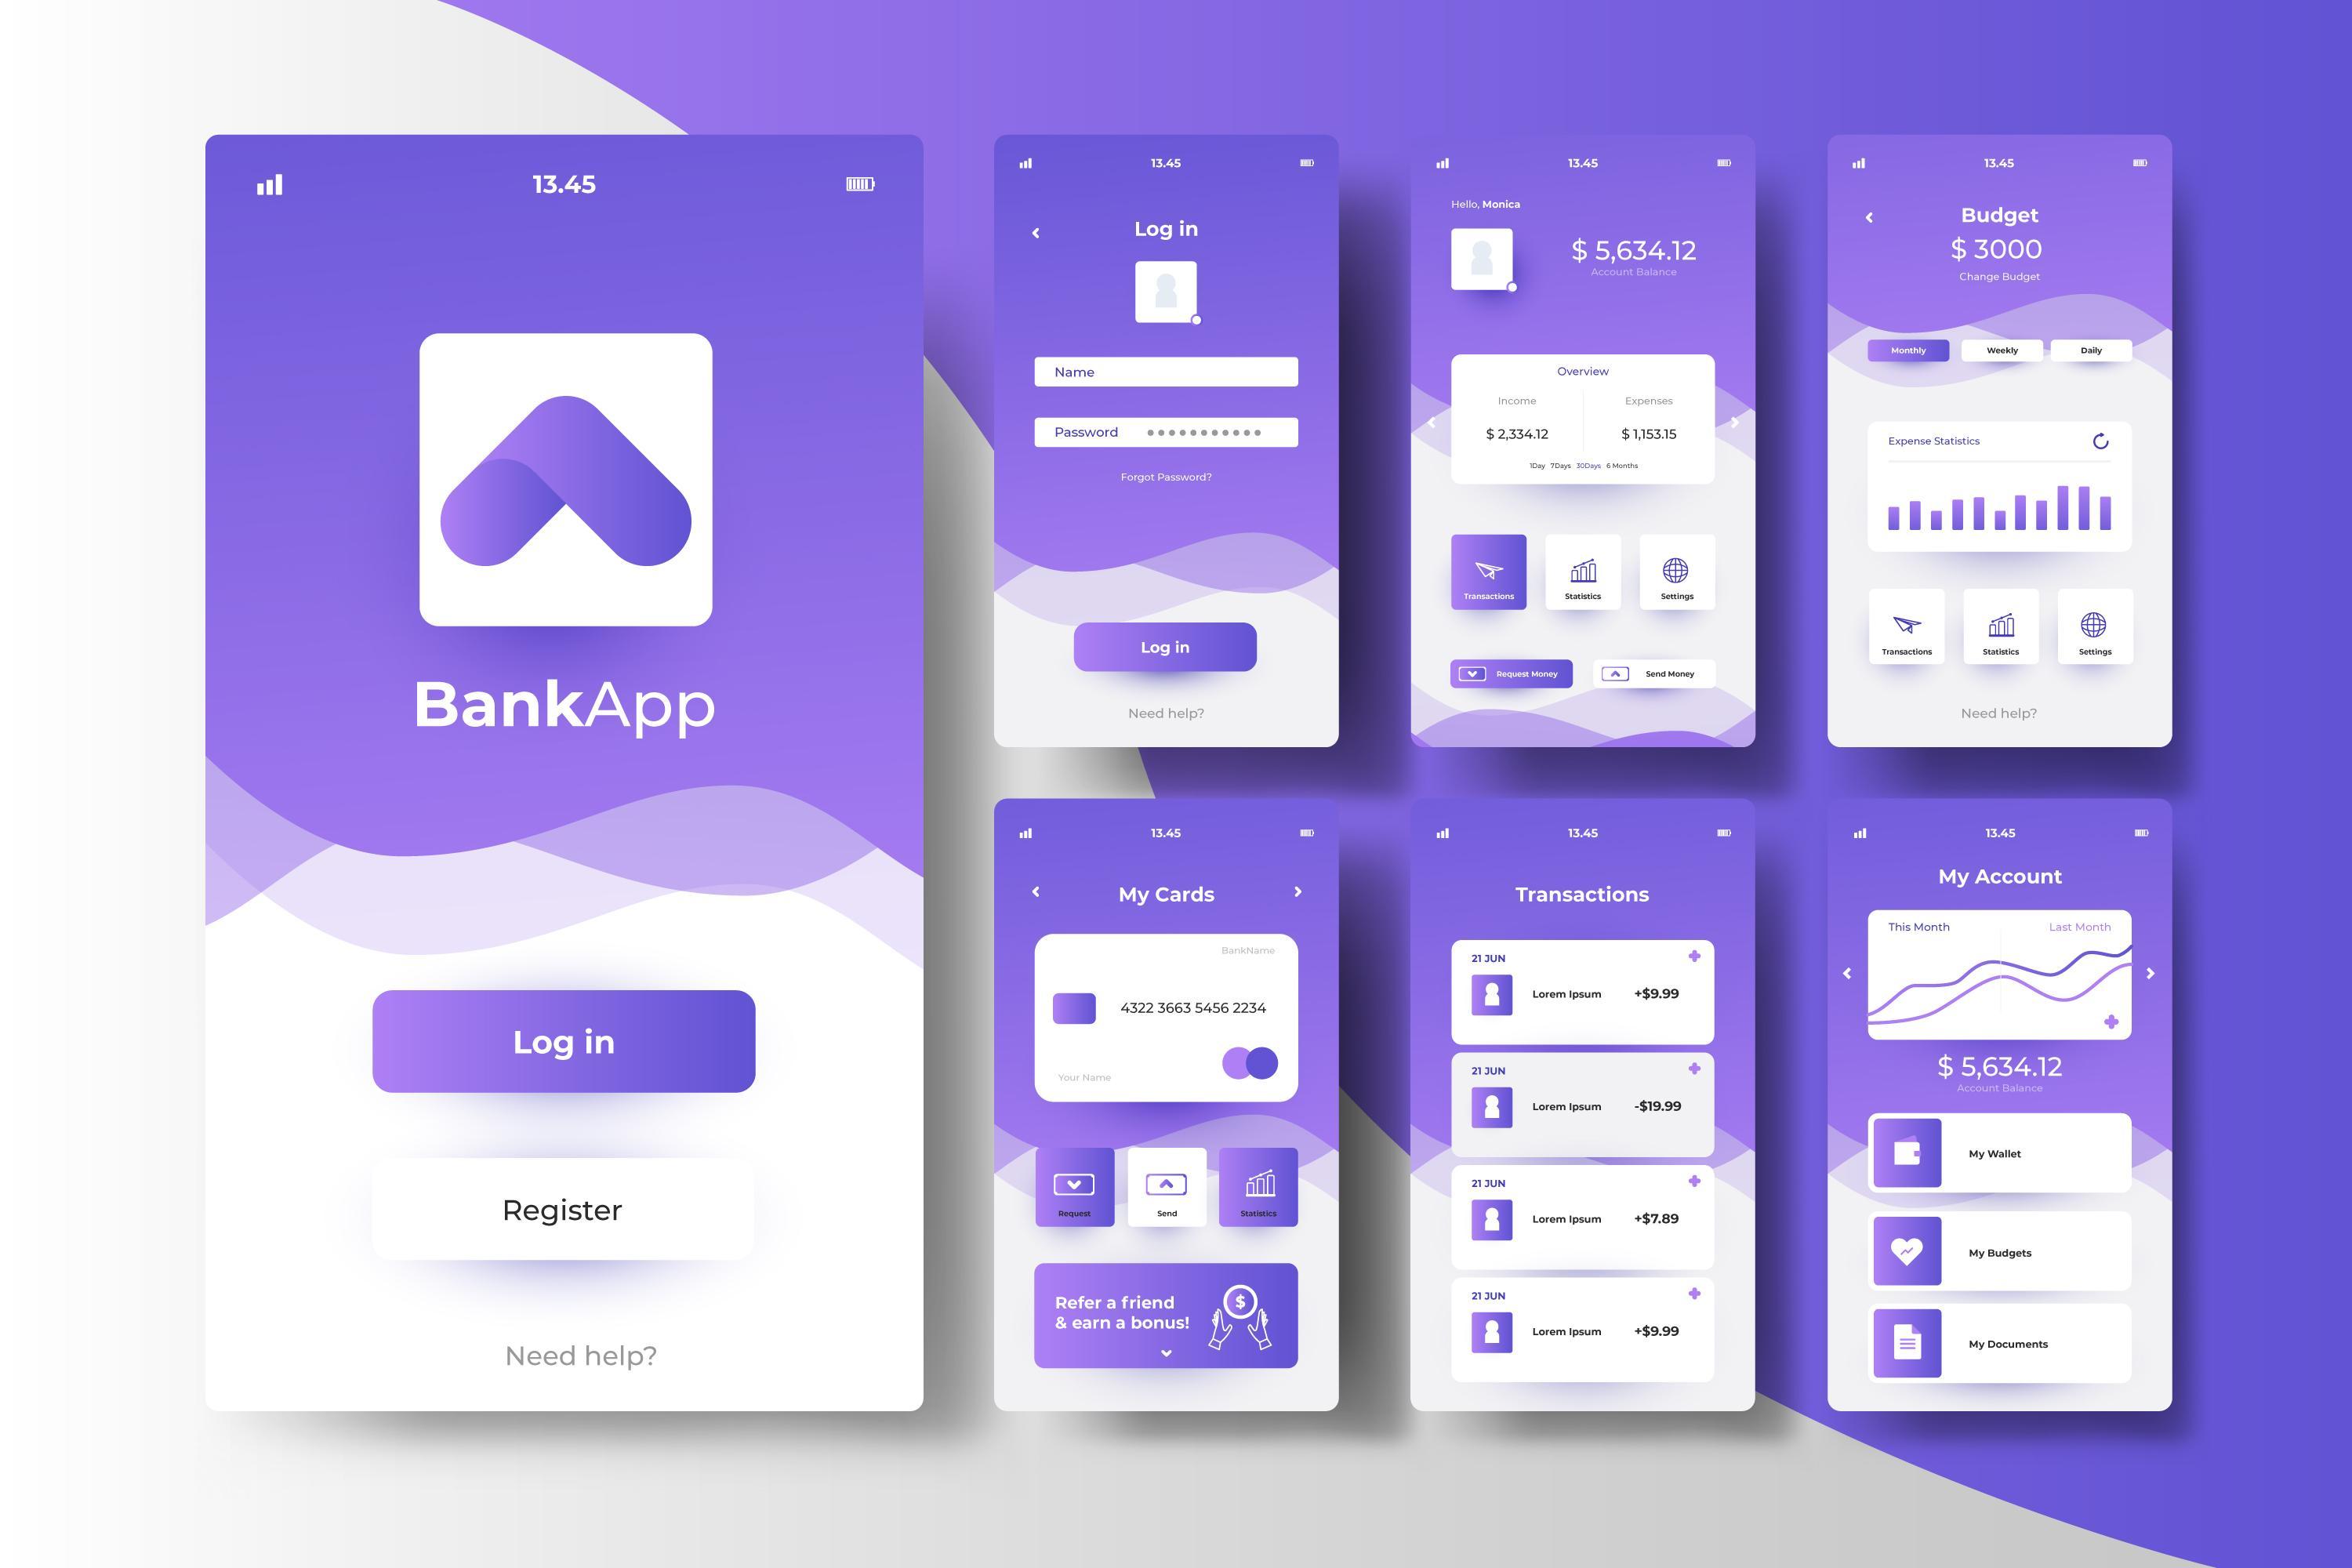 13.45
BankApp
Log in
Register
Need help?
13.45
Log in
Name
Password
Forgot Password?
Log in
Need help?
13.45
Hello, Monica
$ 5,634.12
Account Balance
Overview
Income Expenses
$ 2,334.12 $ 1,153.15
1Day 7Days 30Days 6 Months
Transactions Statistics Settings
Request Money Send Money
13.45
Budget
$ 3000
Change Budget
Monthly Weekly Daily
Expense Statistics
Transactions Statistics Settings
Need help?
13.45
My Cards
BankName
4322 3663 5456 2234
Your Name
Request Send Statistics
Refer a friend
& earn a bonus!
$
13.45
Transactions
21 JUN
Lorem Ipsum +$9.99
21 JUN
Lorem Ipsum -$19.99
21 JUN
Lorem Ipsum +$7.89
21 JUN
Lorem Ipsum +$9.99
13.45
My Account
This Month Last Month
$ 5,634.12
Account Balance
My Wallet
My Budgets
My Documents